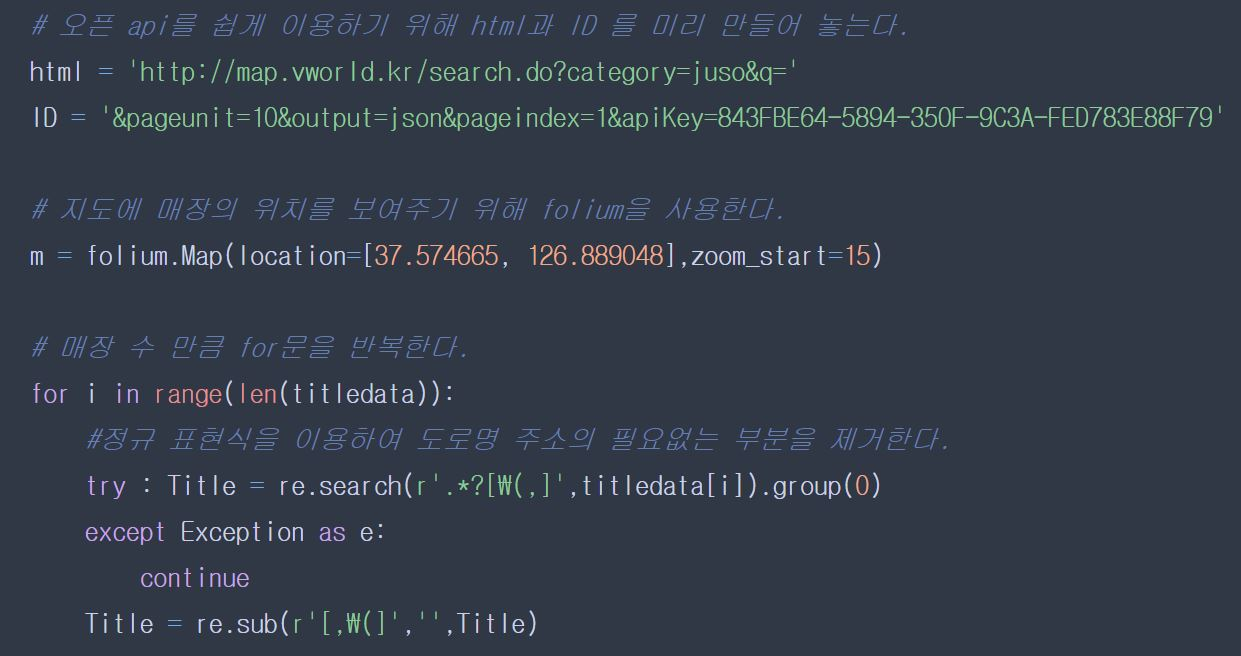 # 오픈 api를 쉽게 이용하기 위해 html과 ID 를 미리 만들어 놓는다.
html = 'http://map.vworld.kr/search.do?category=juso&q='
ID = '&pageunit=10&output=json&pageindex=1&apiKey=843FBE64-5894-350F-9C3A-FED783E88F79'
# 지도에 매장의 위치를 보여주기 위해 folium을 사용한다.
m = folium.Map(location=[37.574665, 126.889048],zoom_start=15)
# 매장 수 만큼 for문을 반복한다.
for i in range(len(titledata)):
    #정규 표현식을 이용하여 도로명 주소의 필요없는 부분을 제거한다.
    try : Title = re.search(r'.*?[₩(,]',titledata[i]).group(0)
    except Exception as e:
        continue
    Title = re.sub(r'[,₩(]','',Title)